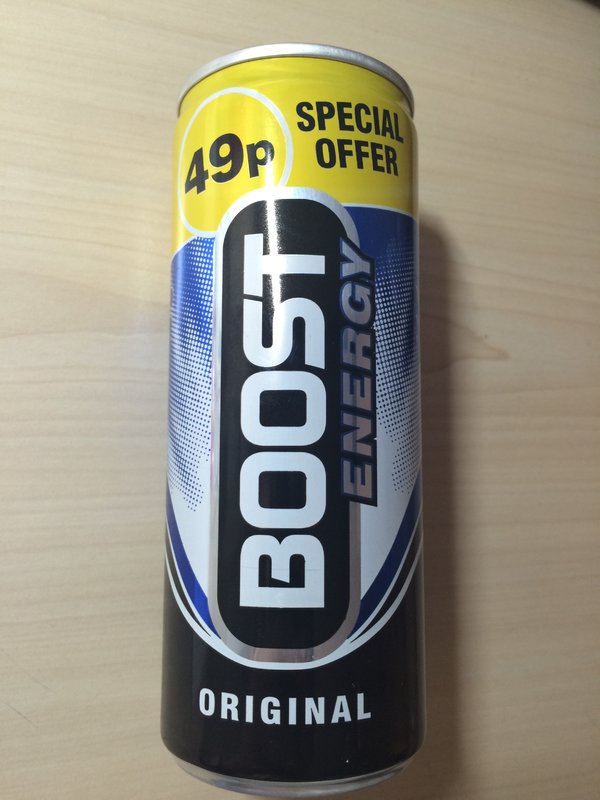 49p
SPECIAL
OFFER
BOOST
ENERGY
ORIGINAL